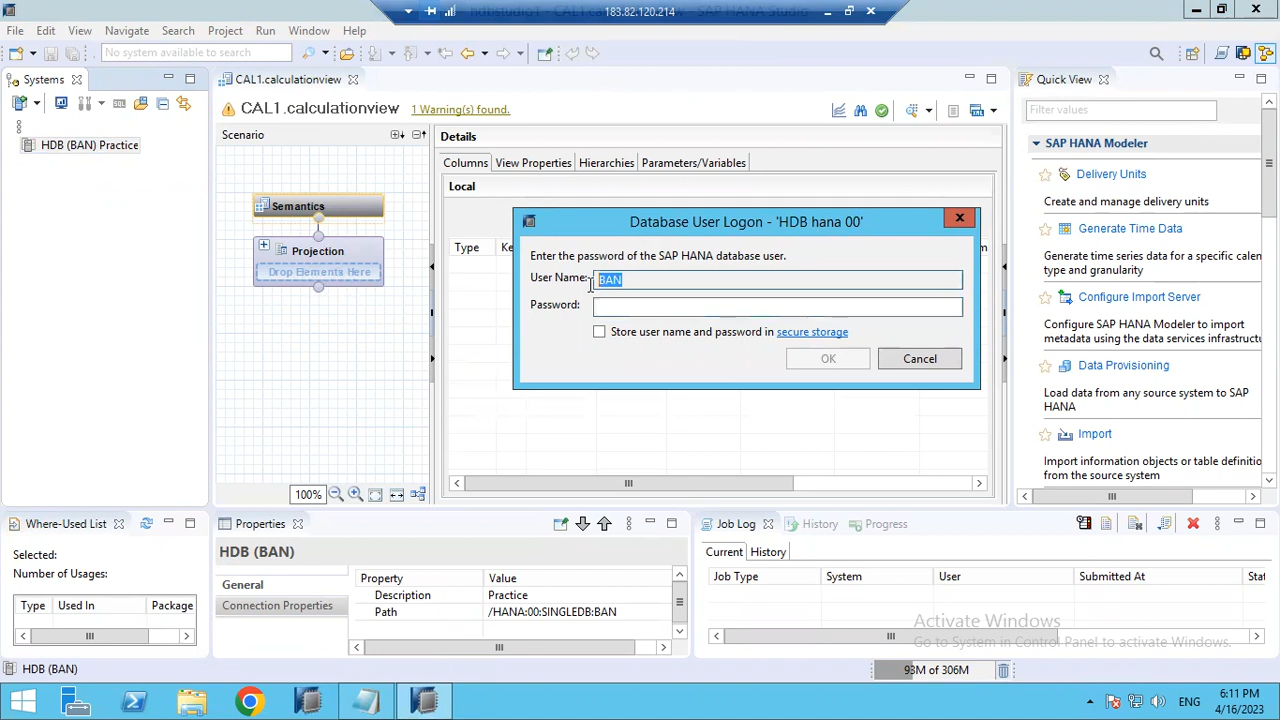 hdbstudio1 - CAL1.calculationview - SAP HANA Studio
183.82.120.214
File Edit View Navigate Search Project Run Window Help
No system available to search
Systems
HDB (BAN) Practice
CAL1.calculationview
CAL1.calculationview
1 Warning(s) found.
Scenario
Semantics
Projection
Drop Elements Here
100%
Details
Columns View Properties Hierarchies Parameters/Variables
Local
Type
Database User Logon - 'HDB hana 00'
Enter the password of the SAP HANA database user.
User Name: BAN
Password:
Store user name and password in secure storage
OK Cancel
Quick View
Filter values
SAP HANA Modeler
Delivery Units
Create and manage delivery units
Generate Time Data
Generate time series data for a specific calen
type and granularity
Configure Import Server
Configure SAP HANA Modeler to import
metadata using the data services infrastructu
Data Provisioning
Load data from any source system to SAP
HANA
Import
Import information objects or table definitio
from the source system
Where-Used List
Selected:
Number of Usages:
Type Used In Package
Properties
HDB (BAN)
General
Connection Properties
Property Value
Description Practice
Path /HANA:00:SINGLEDB:BAN
Job Log History Progress
Current History
Job Type System User Submitted At Stat
Activate Windows
Go to System in Control Panel to activate Windows.
HDB (BAN)
93M of 306M
ENG
6:11 PM
4/16/2023